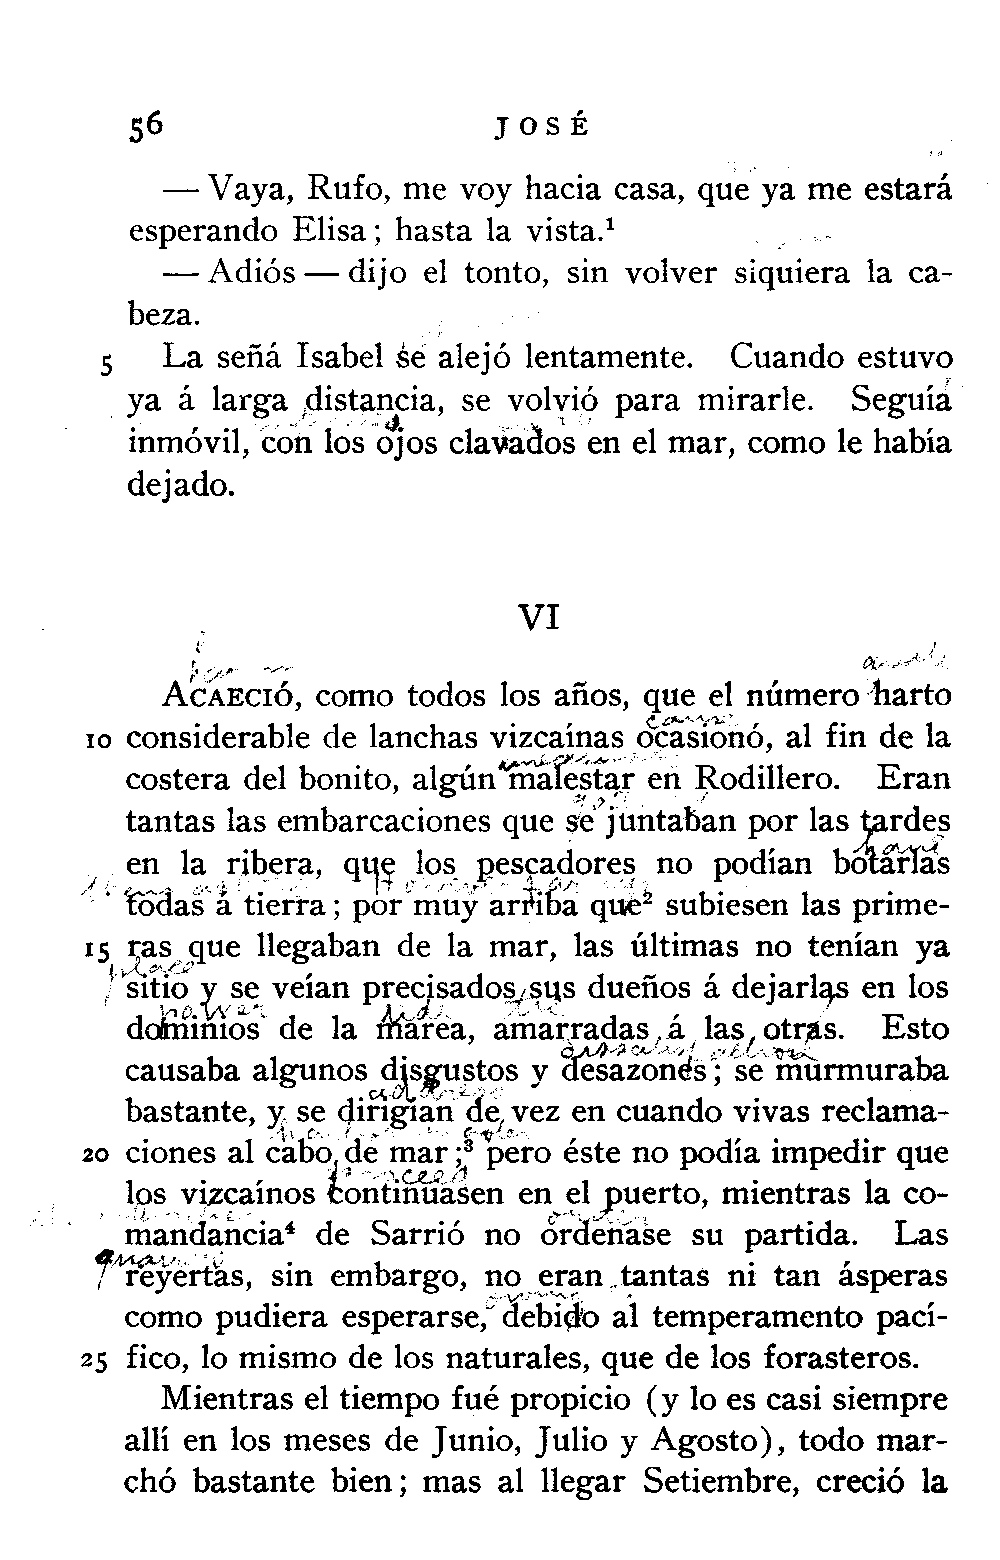 56 JOSÉ
— Vaya, Rufo, me voy hacia casa, que ya me estará
esperando Elisa; hasta la vista.¹
— Adiós — dijo el tonto, sin volver siquiera la ca-
beza.
5 La señá Isabel se alejó lentamente. Cuando estuvo
ya á larga distancia, se volvió para mirarle. Seguía
inmóvil, con los ojos clavados en el mar, como le había
dejado.
VI
ACAECIÓ, como todos los años, que el número harto
10 considerable de lanchas vizcaínas ocasionó, al fin de la
costera del bonito, algún malestar en Rodillero. Eran
tantas las embarcaciones que se juntaban por las tardes
en la ribera, que los pescadores no podían botarlas
todas á tierra; por muy arriba que² subiesen las prime-
15 ras que llegaban de la mar, las últimas no tenían ya
place
sitio y se veían precisados sus dueños á dejarlas en los
dominios de la marea, amarradas á las otras. Esto
causaba algunos disgustos y desazones; se murmuraba
bastante, y se dirigían de vez en cuando vivas reclama-
20 ciones al cabo de mar;³ pero éste no podía impedir que
los vizcaínos continuasen en el puerto, mientras la co-
mandancia⁴ de Sarrió no ordenase su partida. Las
reyertas, sin embargo, no eran tantas ni tan ásperas
como pudiera esperarse, debido al temperamento pací-
25 fico, lo mismo de los naturales, que de los forasteros.
Mientras el tiempo fué propicio (y lo es casi siempre
allí en los meses de Junio, Julio y Agosto), todo mar-
chó bastante bien; mas al llegar Setiembre, creció la